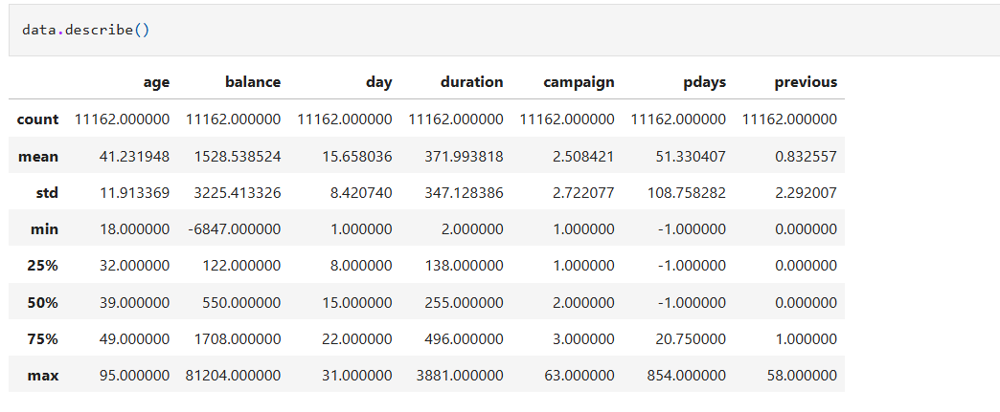 data.describe()
age balance day duration campaign pdays previous
count 11162.000000 11162.000000 11162.000000 11162.000000 11162.000000 11162.000000 11162.000000
mean 41.231948 1528.538524 15.658036 371.993818 2.508421 51.330407 0.832557
std 11.913369 3225.413326 8.420740 347.128386 2.722077 108.758282 2.292007
min 18.000000 -6847.000000 1.000000 2.000000 1.000000 -1.000000 0.000000
25% 32.000000 122.000000 8.000000 138.000000 1.000000 -1.000000 0.000000
50% 39.000000 550.000000 15.000000 255.000000 2.000000 -1.000000 0.000000
75% 49.000000 1708.000000 22.000000 496.000000 3.000000 20.750000 1.000000
max 95.000000 81204.000000 31.000000 3881.000000 63.000000 854.000000 58.000000